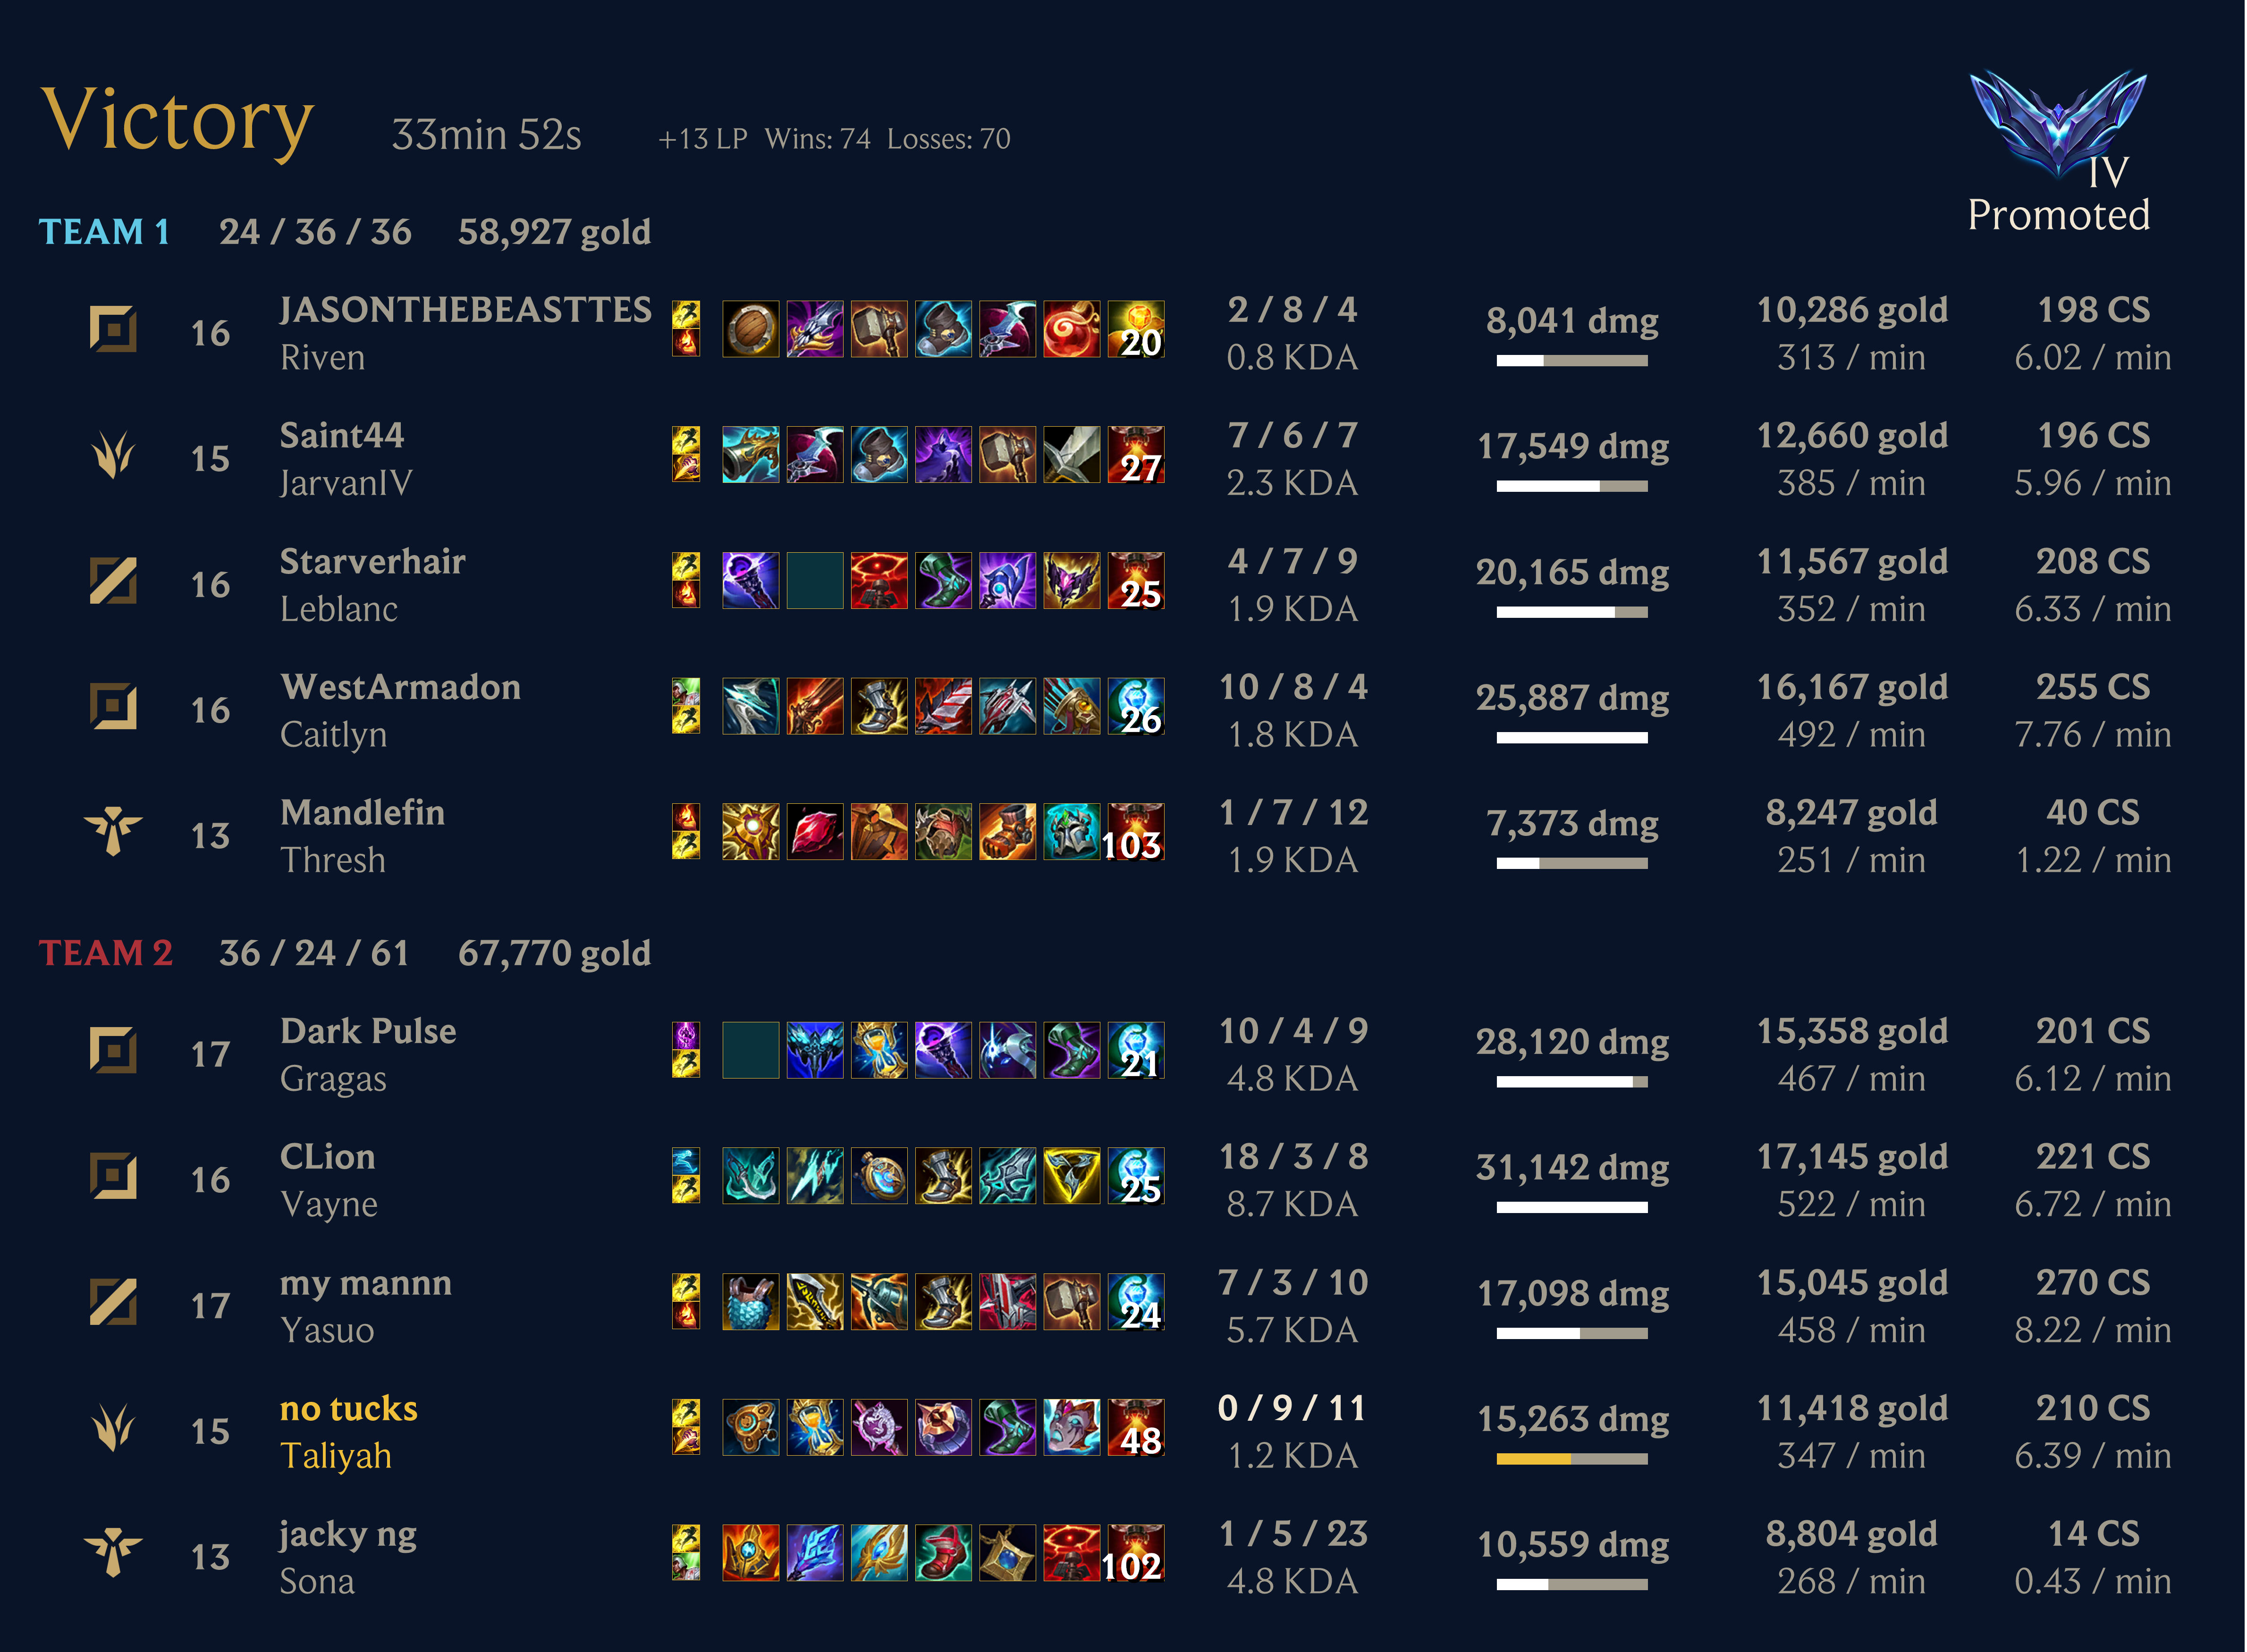 Victory 33min 52s +13 LP Wins: 74 Losses: 70
IV
Promoted
TEAM 1 24 / 36 / 36 58,927 gold
16 JASONTHEBEASTTES 20 2 / 8 / 4 8,041 dmg 10,286 gold 198 CS
Riven 0.8 KDA 313 / min 6.02 / min
15 Saint44 27 7 / 6 / 7 17,549 dmg 12,660 gold 196 CS
JarvanIV 2.3 KDA 385 / min 5.96 / min
16 Starverhair 25 4 / 7 / 9 20,165 dmg 11,567 gold 208 CS
Leblanc 1.9 KDA 352 / min 6.33 / min
16 WestArmadon 26 10 / 8 / 4 25,887 dmg 16,167 gold 255 CS
Caitlyn 1.8 KDA 492 / min 7.76 / min
13 Mandlefin 103 1 / 7 / 12 7,373 dmg 8,247 gold 40 CS
Thresh 1.9 KDA 251 / min 1.22 / min
TEAM 2 36 / 24 / 61 67,770 gold
17 Dark Pulse 21 10 / 4 / 9 28,120 dmg 15,358 gold 201 CS
Gragas 4.8 KDA 467 / min 6.12 / min
16 CLion 25 18 / 3 / 8 31,142 dmg 17,145 gold 221 CS
Vayne 8.7 KDA 522 / min 6.72 / min
17 my mannn 24 7 / 3 / 10 17,098 dmg 15,045 gold 270 CS
Yasuo 5.7 KDA 458 / min 8.22 / min
15 no tucks 48 0 / 9 / 11 15,263 dmg 11,418 gold 210 CS
Taliyah 1.2 KDA 347 / min 6.39 / min
13 jacky ng 102 1 / 5 / 23 10,559 dmg 8,804 gold 14 CS
Sona 4.8 KDA 268 / min 0.43 / min